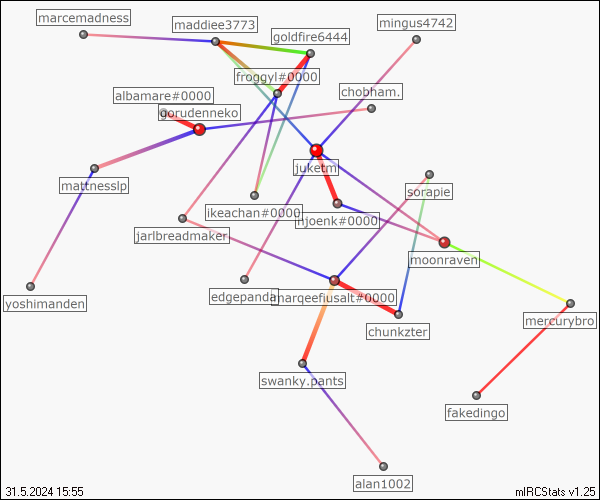 marcemadness
maddiee3773
mingus4742
goldfire6444
froggyl#0000
albamare#0000
chobham.
goudenneko
juketm
mattnesslp
sorapie
ikeachan#0000
njoenk#0000
jarlbreadmaker
moonraven
edgepanda
marqeefiusalt#0000
yoshimanden
mercurybro
chunkzter
swanky.pants
fakedingo
alan1002
31.5.2024 15:55
mIRCStats v1.25